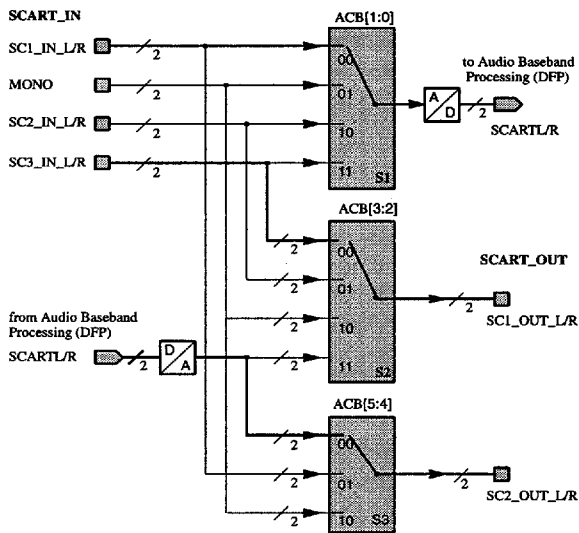 SCART_IN
ACB[1:0]
SC1_IN_L/R
2
00
to Audio Baseband
Processing (DFP)
MONO
2
01
A
D
2
SCARTL/R
SC2_IN_L/R
2
10
SC3_IN_L/R
2
11
S1
ACB[3:2]
2
00
SCART_OUT
2
01
2
SC1_OUT_L/R
from Audio Baseband
Processing (DFP)
2
10
SCARTL/R
2
D
A
2
11
S2
ACB[5:4]
2
00
2
01
2
SC2_OUT_L/R
2
10
S3